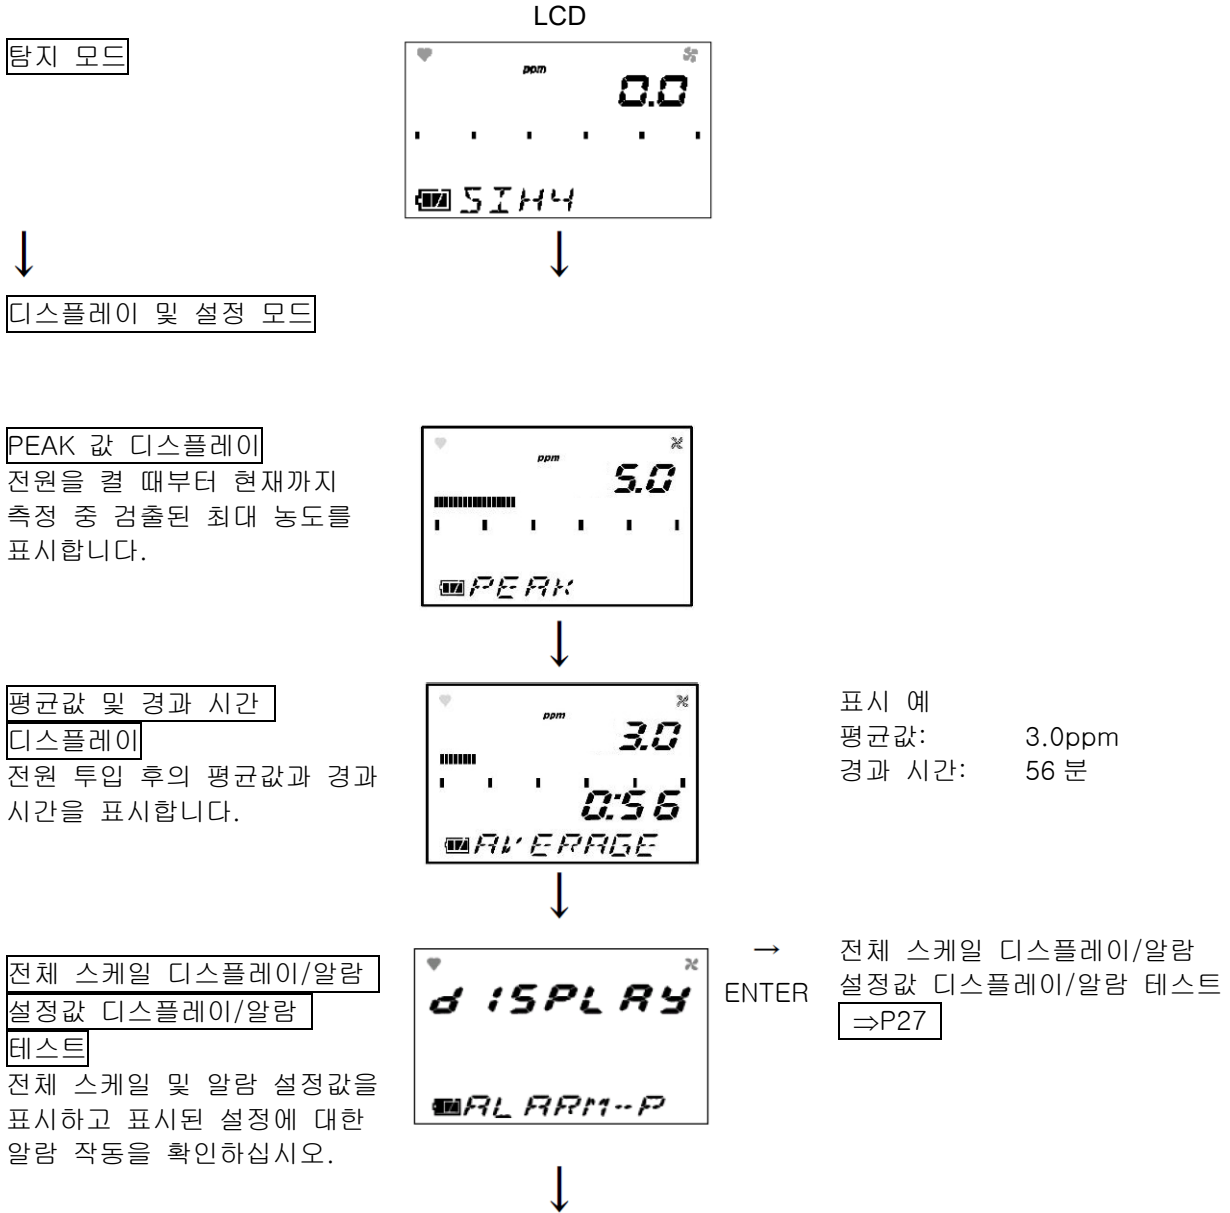 LCD
탐지 모드
ppm
0.0
SIH4
↓
↓
디스플레이 및 설정 모드
PEAK 값 디스플레이
전원을 켤 때부터 현재까지
측정 중 검출된 최대 농도를
표시합니다.
ppm
5.0
PEAK
↓
평균값 및 경과 시간
디스플레이
전원 투입 후의 평균값과 경과
시간을 표시합니다.
ppm
3.0
0:56
AVERAGE
표시 예
평균값: 3.0ppm
경과 시간: 56 분
↓
전체 스케일 디스플레이/알람
설정값 디스플레이/알람
테스트
전체 스케일 및 알람 설정값을
표시하고 표시된 설정에 대한
알람 작동을 확인하십시오.
dISPLAY
ALARM--P
→
ENTER
전체 스케일 디스플레이/알람
설정값 디스플레이/알람 테스트
⇒P27
↓